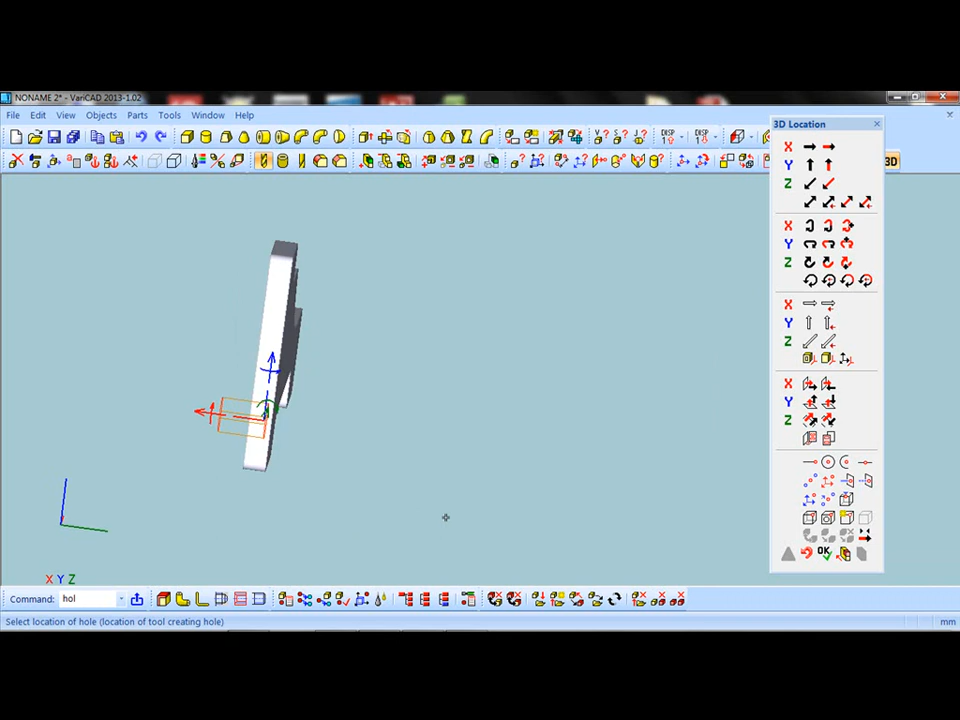 NONAME 2* - VariCAD 2013-1.02
File Edit View Objects Parts Tools Window Help
3D Location
X
Y
Z
X
Y
Z
X
Y
Z
X
Y
Z
OK
3D
X Y Z
Command: hol
Select location of hole (location of tool creating hole) mm